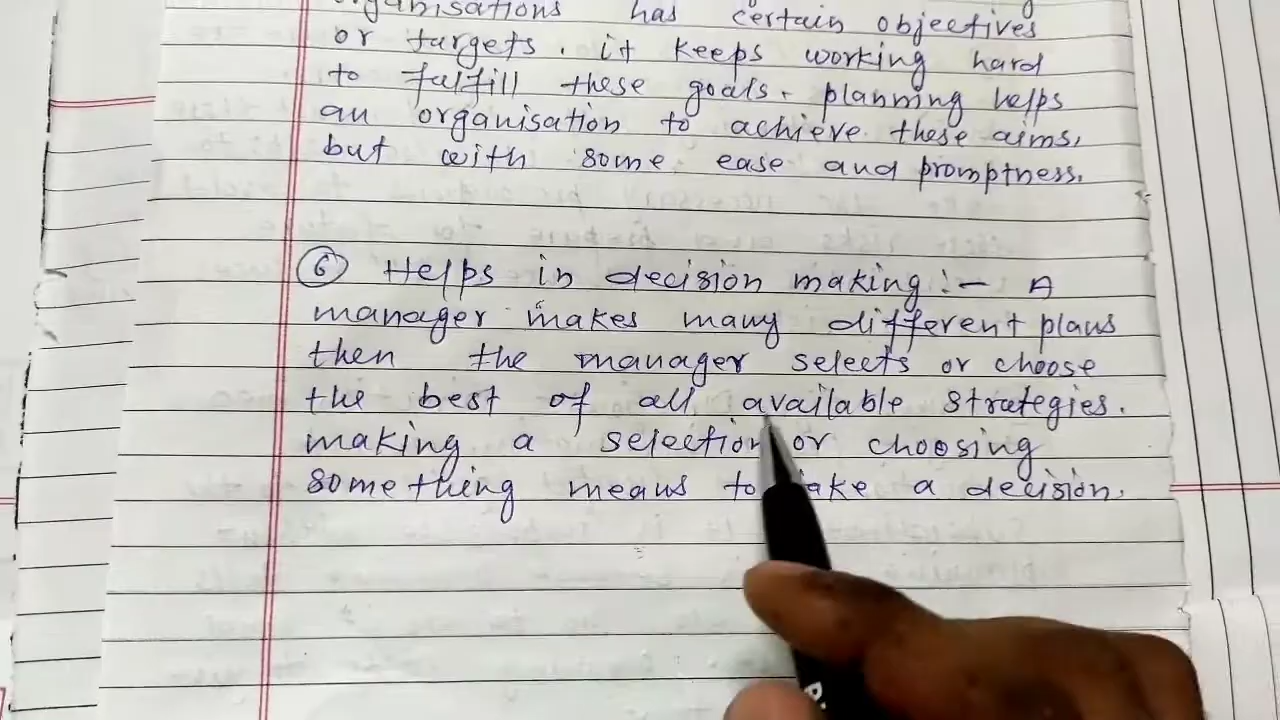 organisations has certain objectives
or targets. it keeps working hard
to fulfill these goals. planning helps
an organisation to achieve these aims,
but with some ease and promptness.
6 Helps in decision making :- A
manager makes many different plans
then the manager selects or choose
the best of all available strategies.
making a selection or choosing
something means to take a decision.